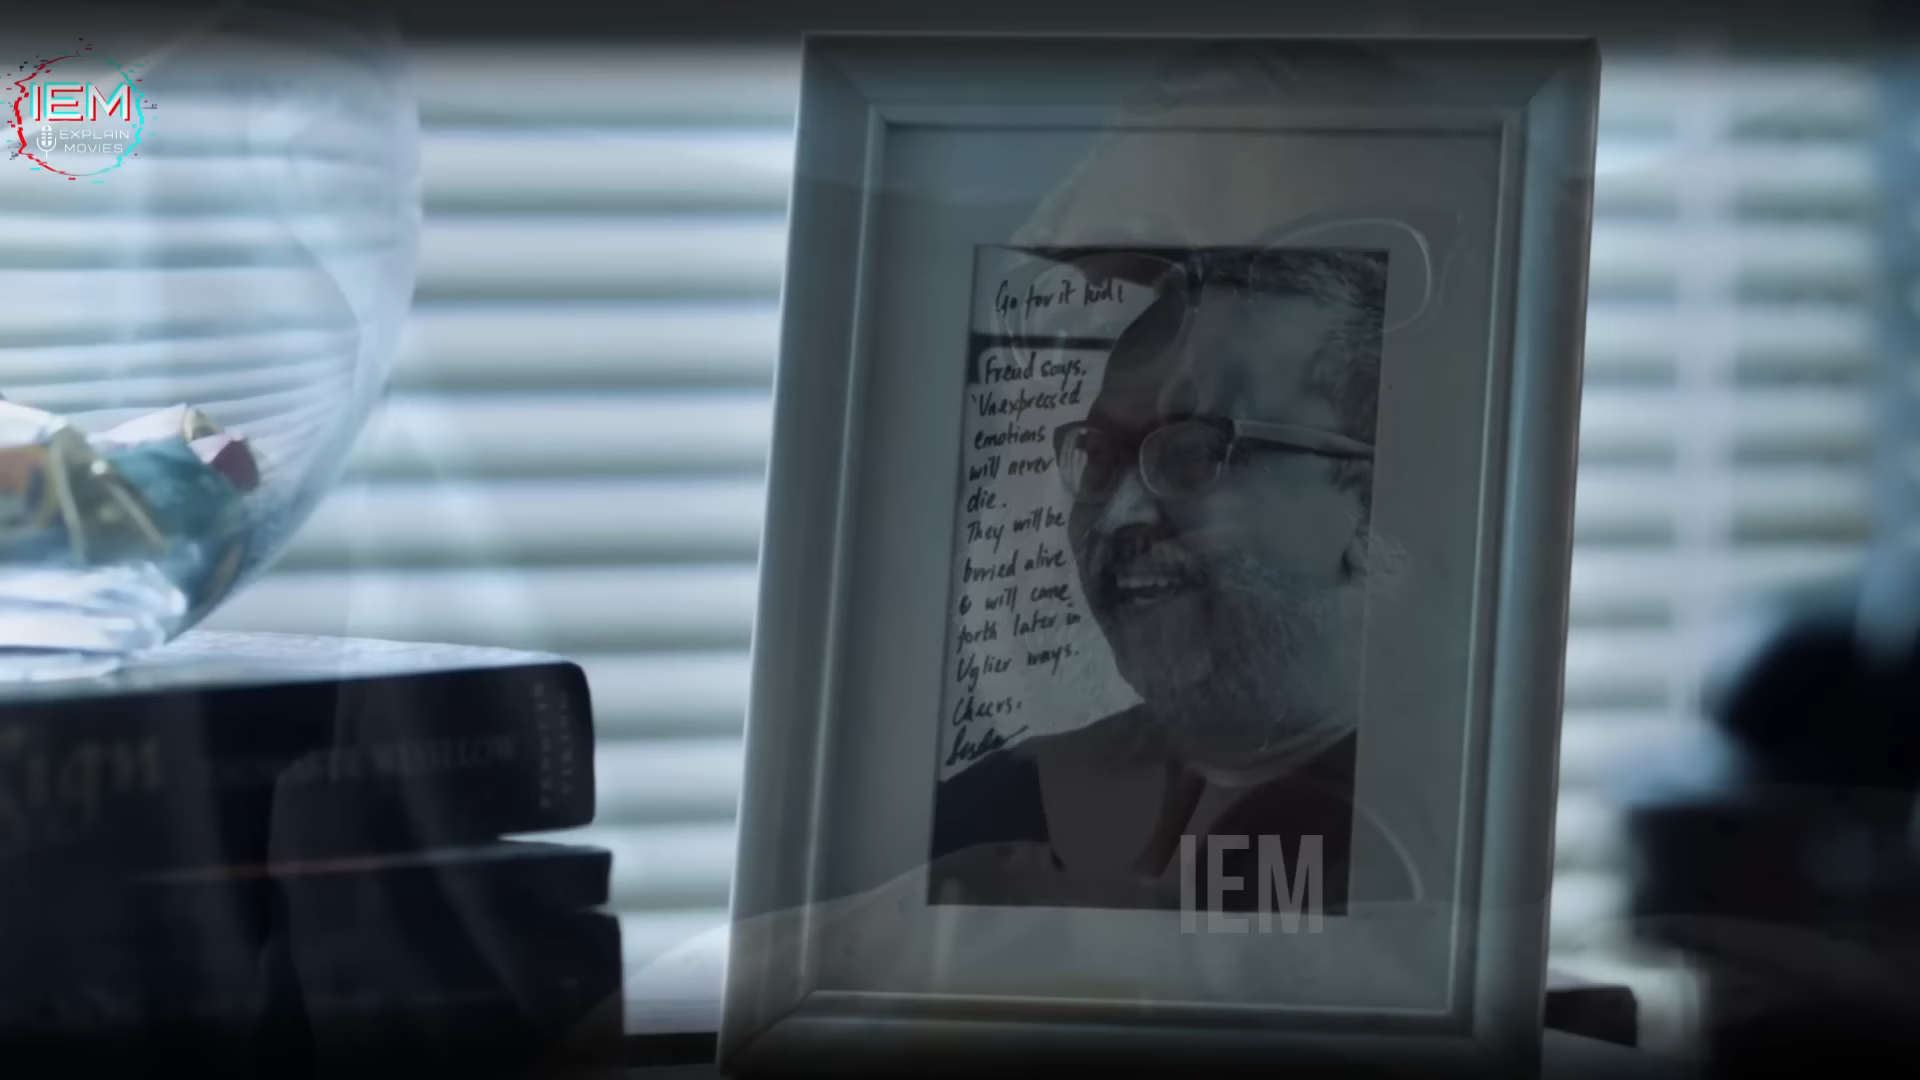 IEM
EXPLAIN
MOVIES
Go for it kid!
Freud says,
'Unexpressed
emotions
will never
die.
They will be
buried alive
& will come
forth later in
Uglier ways.
Cheers.
IEM